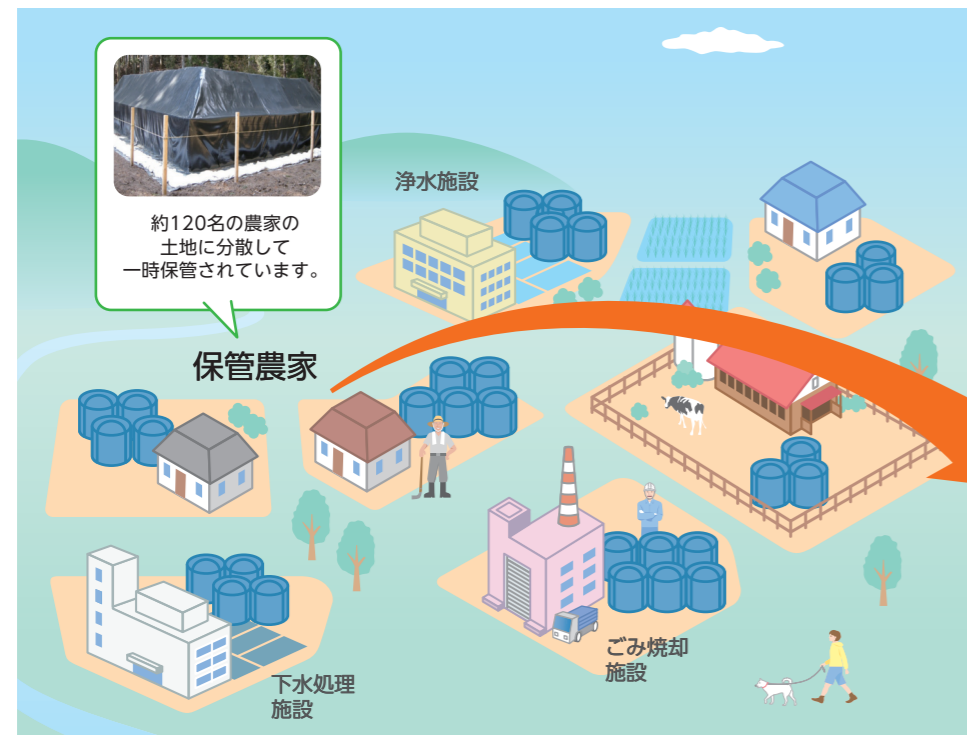 約120名の農家の
土地に分散して
一時保管されています。
浄水施設
保管農家
ごみ焼却
施設
下水処理
施設